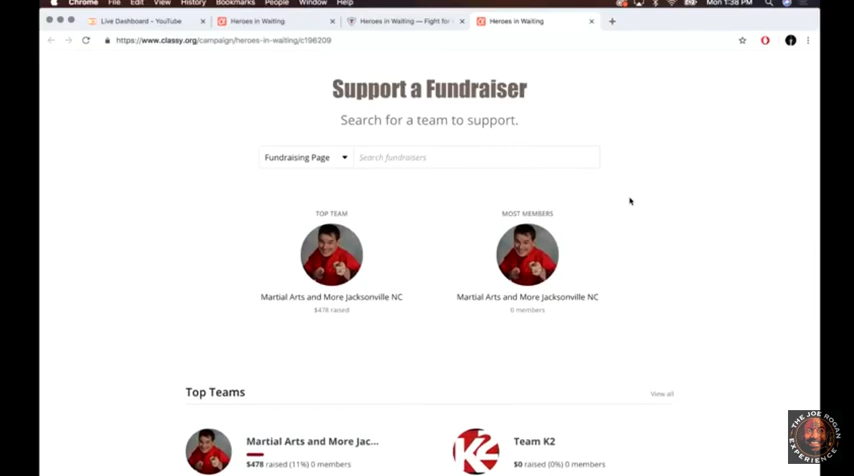 Chrome File Edit View History Bookmarks People Window Help Mon 1:38 PM
Live Dashboard - YouTube Heroes in Waiting Heroes in Waiting — Fight for Heroes in Waiting
https://www.classy.org/campaign/heroes-in-waiting/c196209
Support a Fundraiser
Search for a team to support.
Fundraising Page Search fundraisers
TOP TEAM MOST MEMBERS
Martial Arts and More Jacksonville NC Martial Arts and More Jacksonville NC
$478 raised 0 members
Top Teams View all
Martial Arts and More Jac... Team K2
K2
$478 raised (11%) 0 members $0 raised (0%) 0 members
THE JOE ROGAN
EXPERIENCE